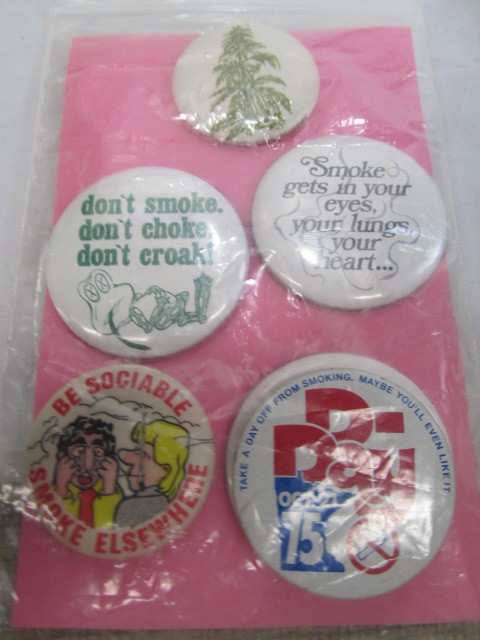 Smoke
gets in your
eyes,
your lungs,
your
heart...
don't smoke.
don't choke.
don't croak!
BE SOCIABLE
SMOKE ELSEWHERE
TAKE A DAY OFF FROM SMOKING. MAYBE YOU'LL EVEN LIKE IT.
D-
Day
15